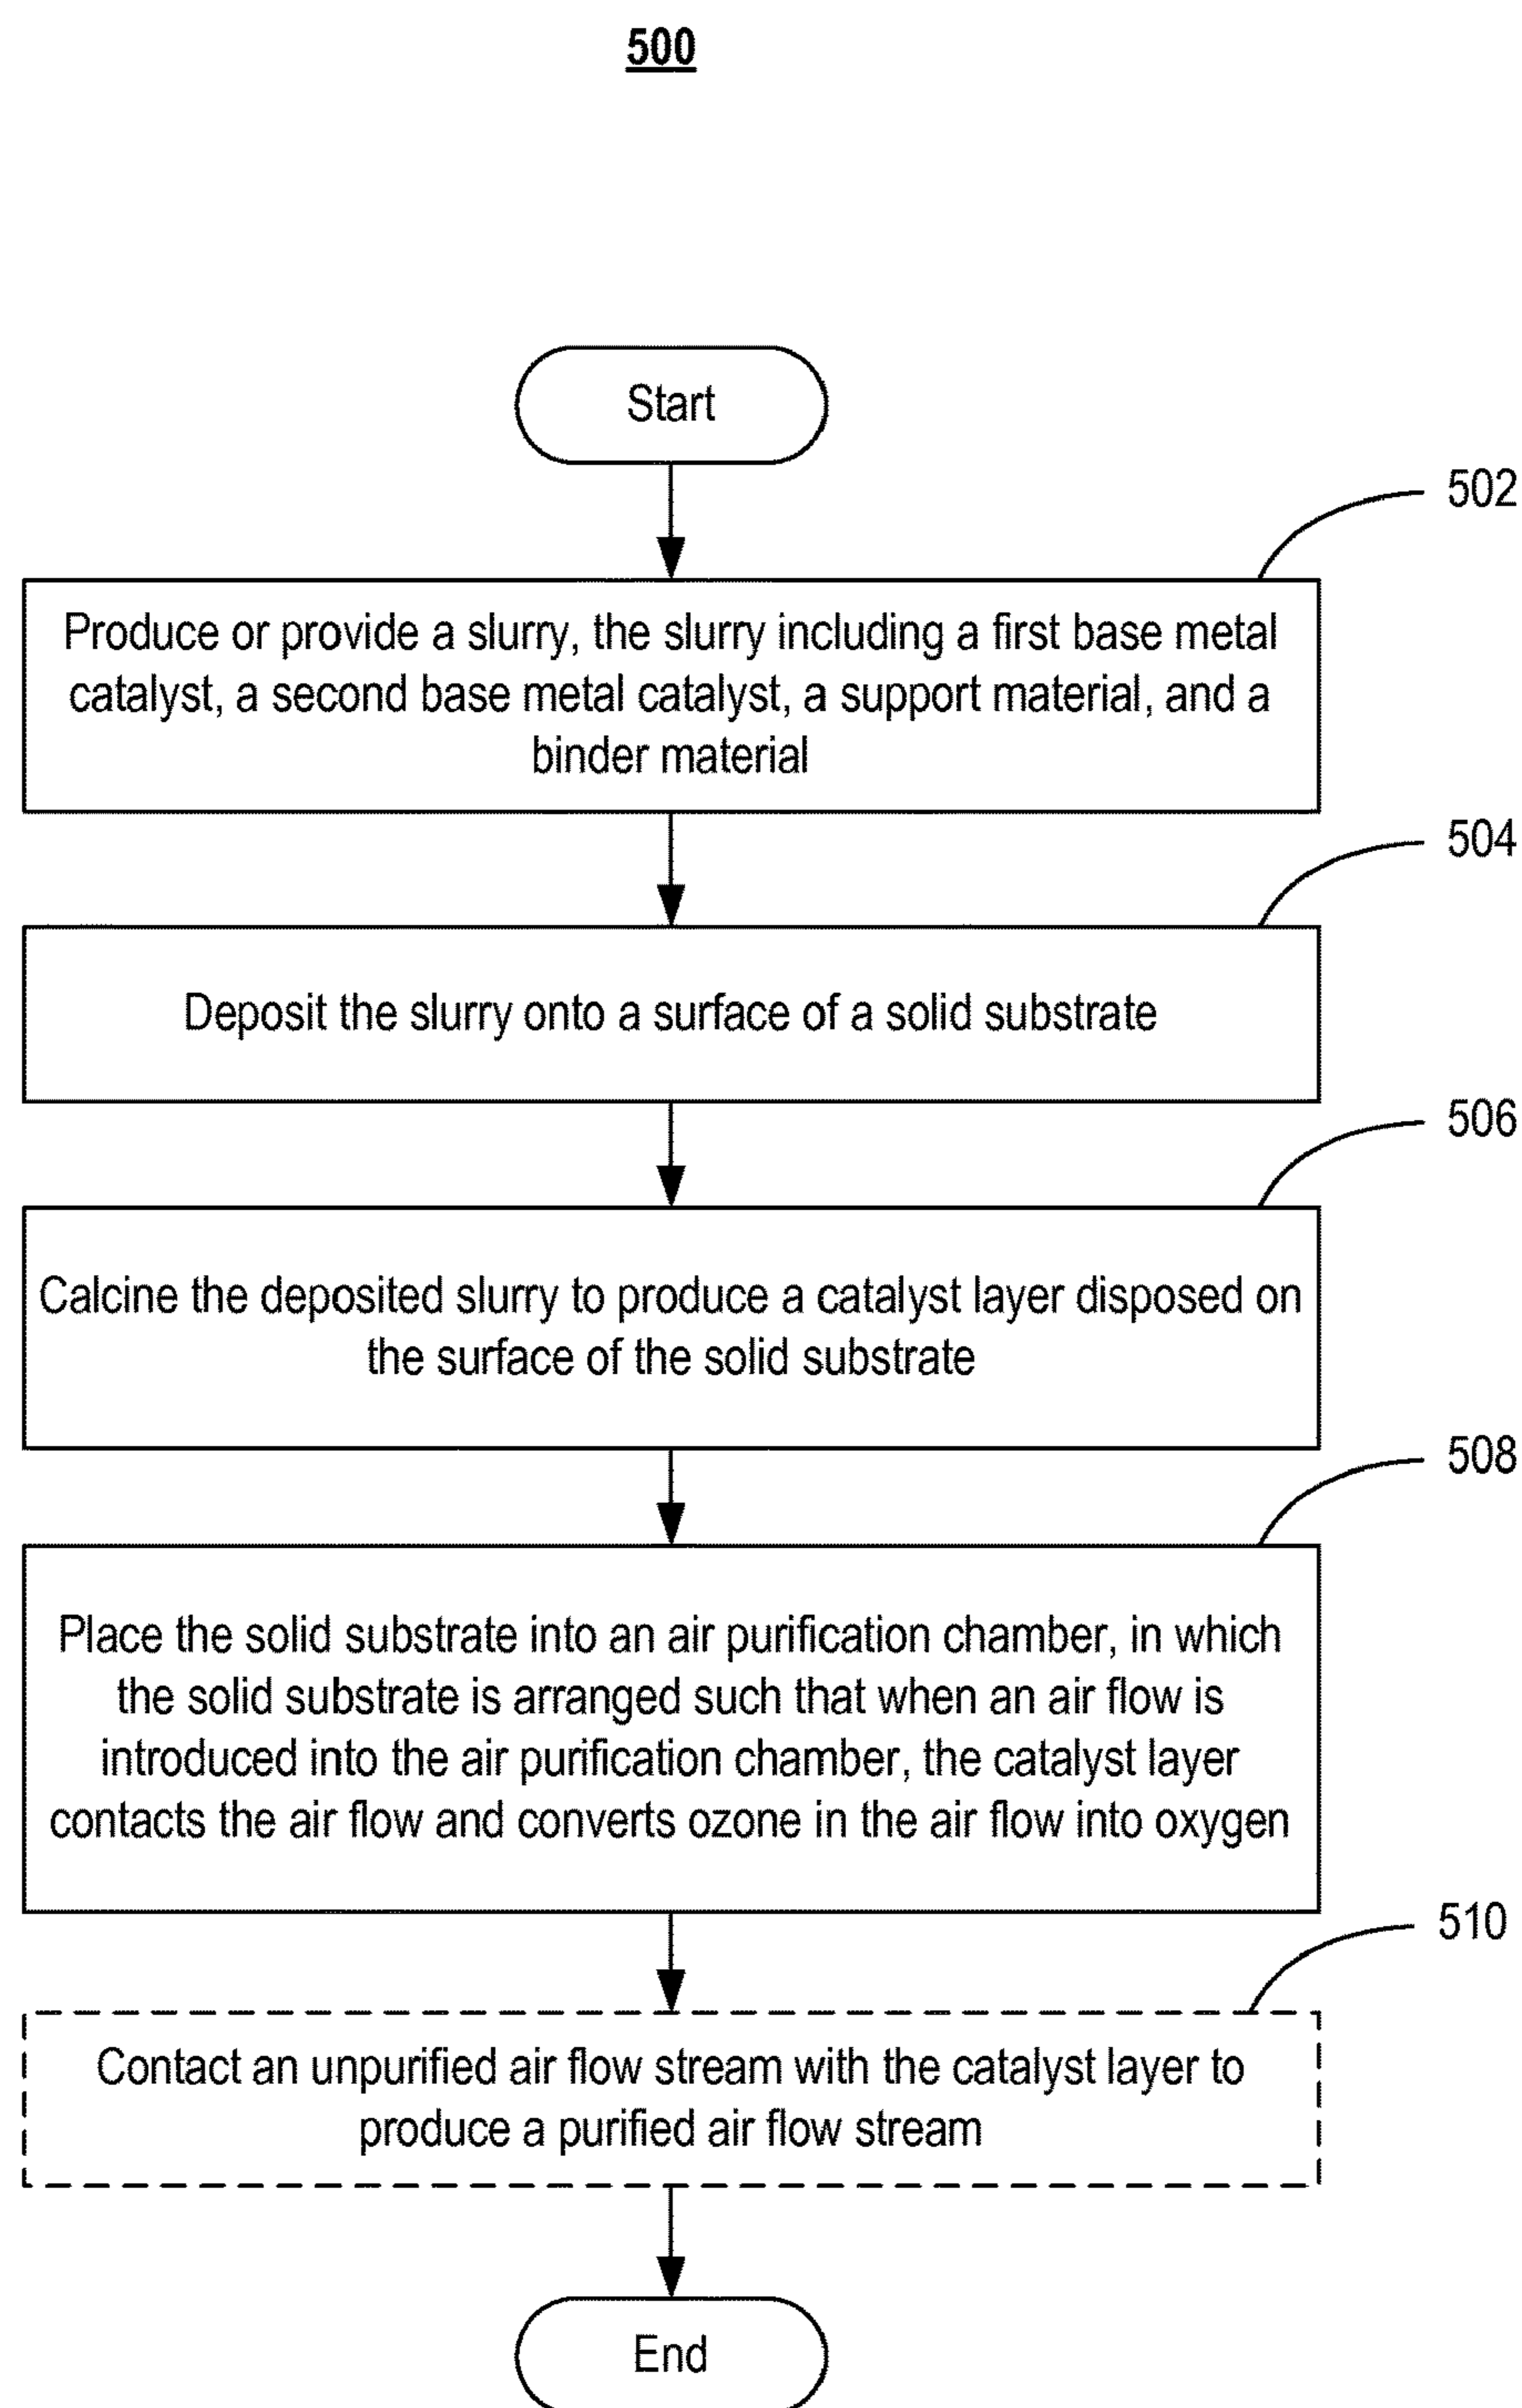 500
Start
502
Produce or provide a slurry, the slurry including a first base metal
catalyst, a second base metal catalyst, a support material, and a
binder material
504
Deposit the slurry onto a surface of a solid substrate
506
Calcine the deposited slurry to produce a catalyst layer disposed on
the surface of the solid substrate
508
Place the solid substrate into an air purification chamber, in which
the solid substrate is arranged such that when an air flow is
introduced into the air purification chamber, the catalyst layer
contacts the air flow and converts ozone in the air flow into oxygen
510
Contact an unpurified air flow stream with the catalyst layer to
produce a purified air flow stream
End